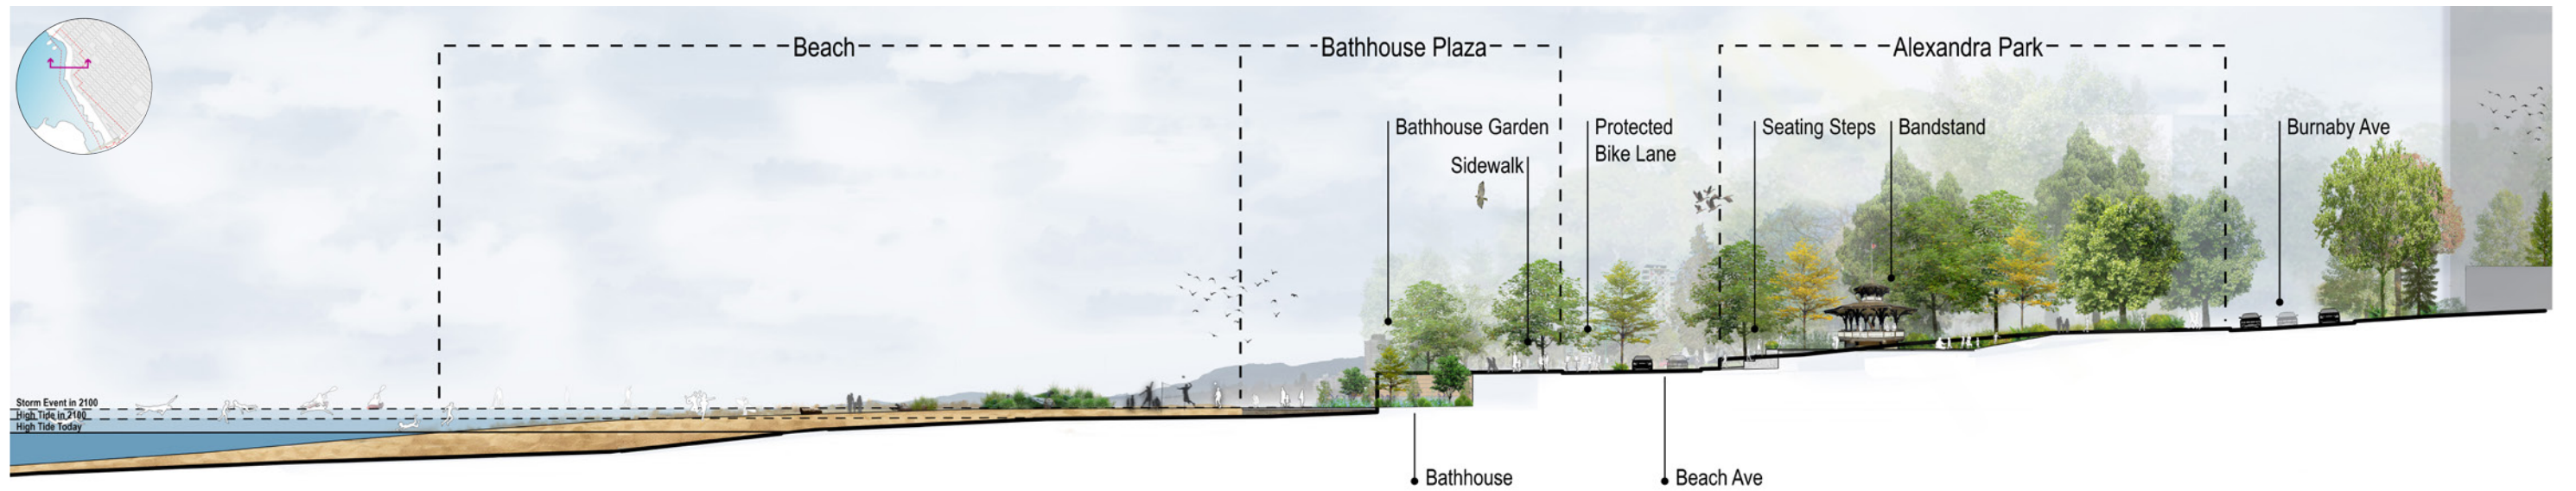 Beach
Bathhouse Plaza
Alexandra Park
Bathhouse Garden
Sidewalk
Protected
Bike Lane
Seating Steps
Bandstand
Burnaby Ave
Storm Event in 2100
High Tide in 2100
High Tide Today
Bathhouse
Beach Ave